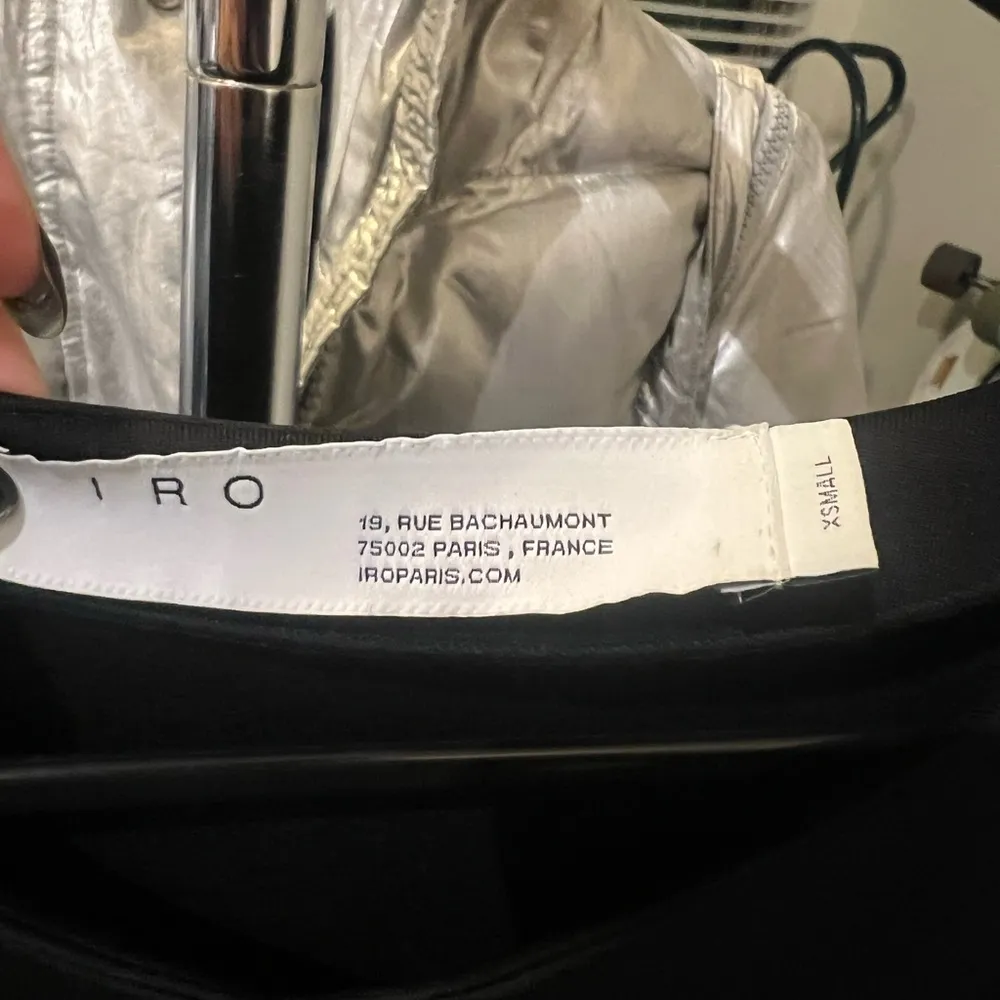 IRO
19, RUE BACHAUMONT
75002 PARIS, FRANCE
IROPARIS.COM
XSMALL